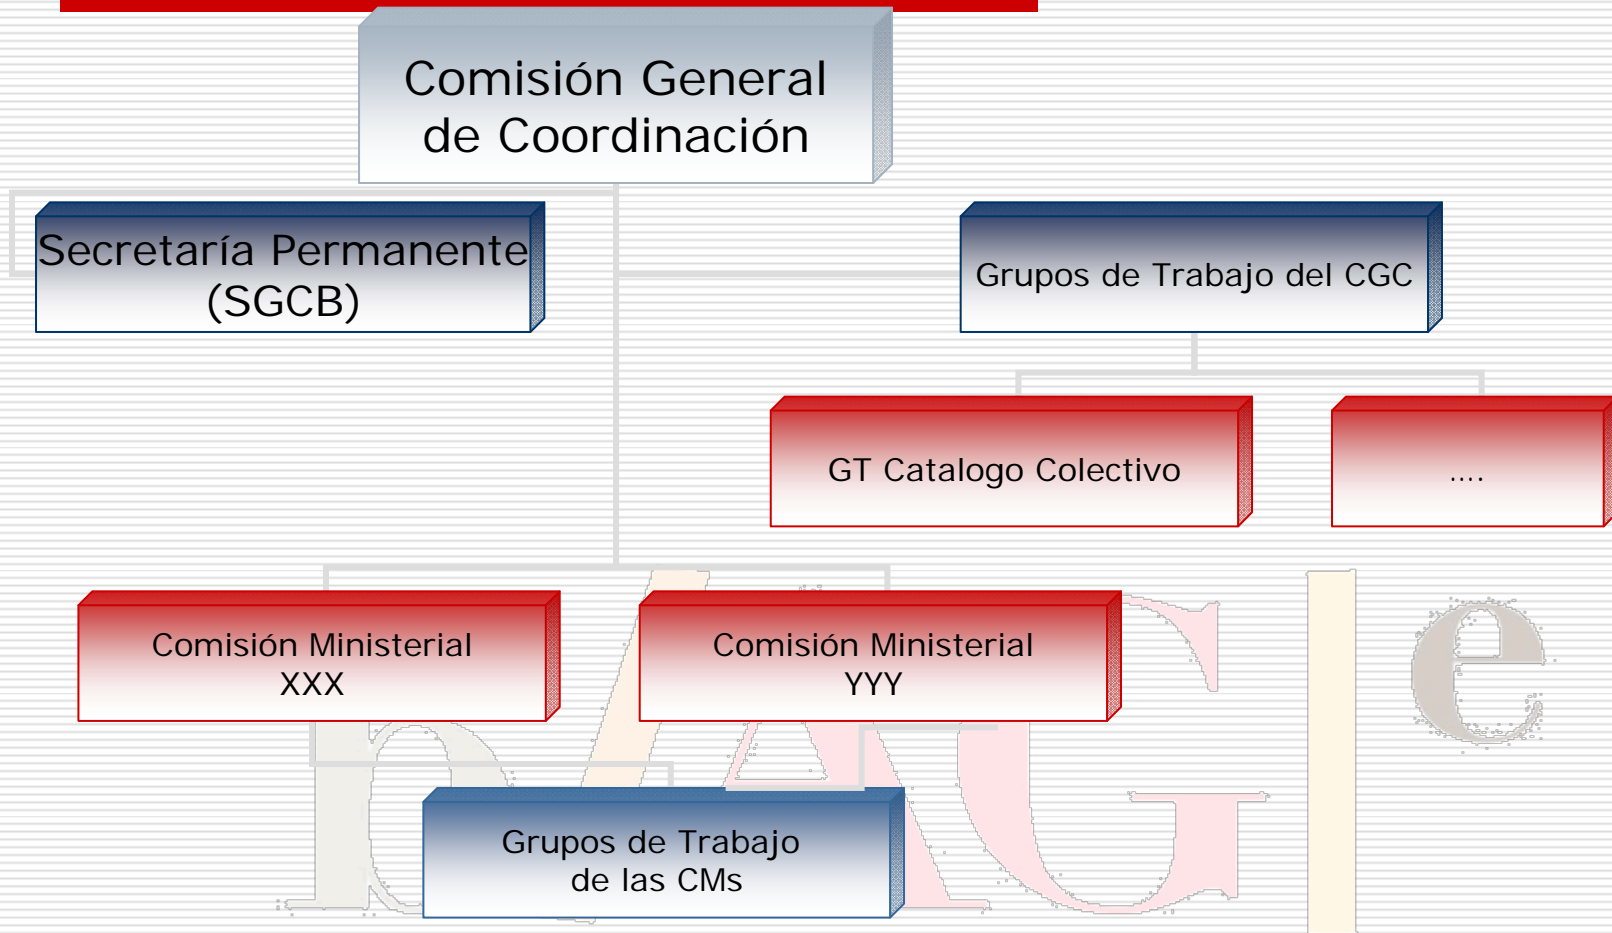 Comisión General
de Coordinación
Secretaría Permanente
(SGCB)
Grupos de Trabajo del CGC
GT Catalogo Colectivo
....
Comisión Ministerial
XXX
Comisión Ministerial
YYY
Grupos de Trabajo
de las CMs
b/AG|e